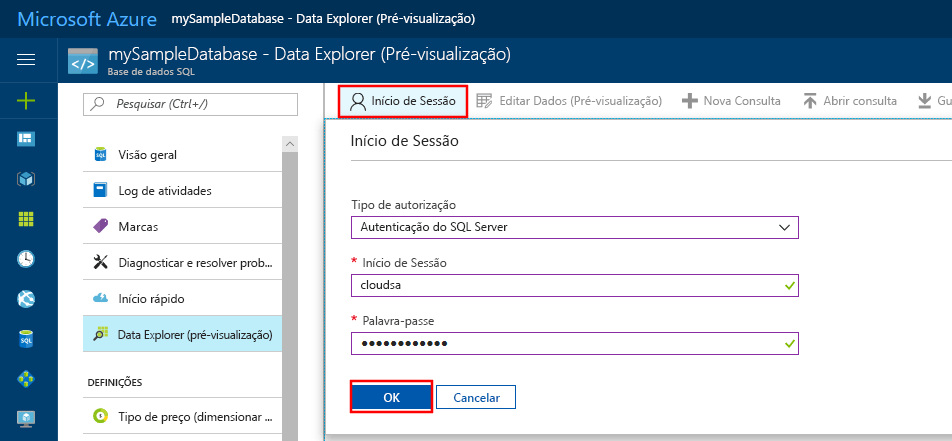 Microsoft Azure mySampleDatabase - Data Explorer (Pré-visualização)
mySampleDatabase - Data Explorer (Pré-visualização)
Base de dados SQL
Pesquisar (Ctrl+/)
Visão geral
Log de atividades
Marcas
Diagnosticar e resolver prob...
Início rápido
Data Explorer (pré-visualização)
DEFINIÇÕES
Tipo de preço (dimensionar ...
Início de Sessão Editar Dados (Pré-visualização) Nova Consulta Abrir consulta Gu
Início de Sessão
Tipo de autorização
Autenticação do SQL Server
* Início de Sessão
cloudsa
* Palavra-passe
●●●●●●●●●●●●
OK Cancelar